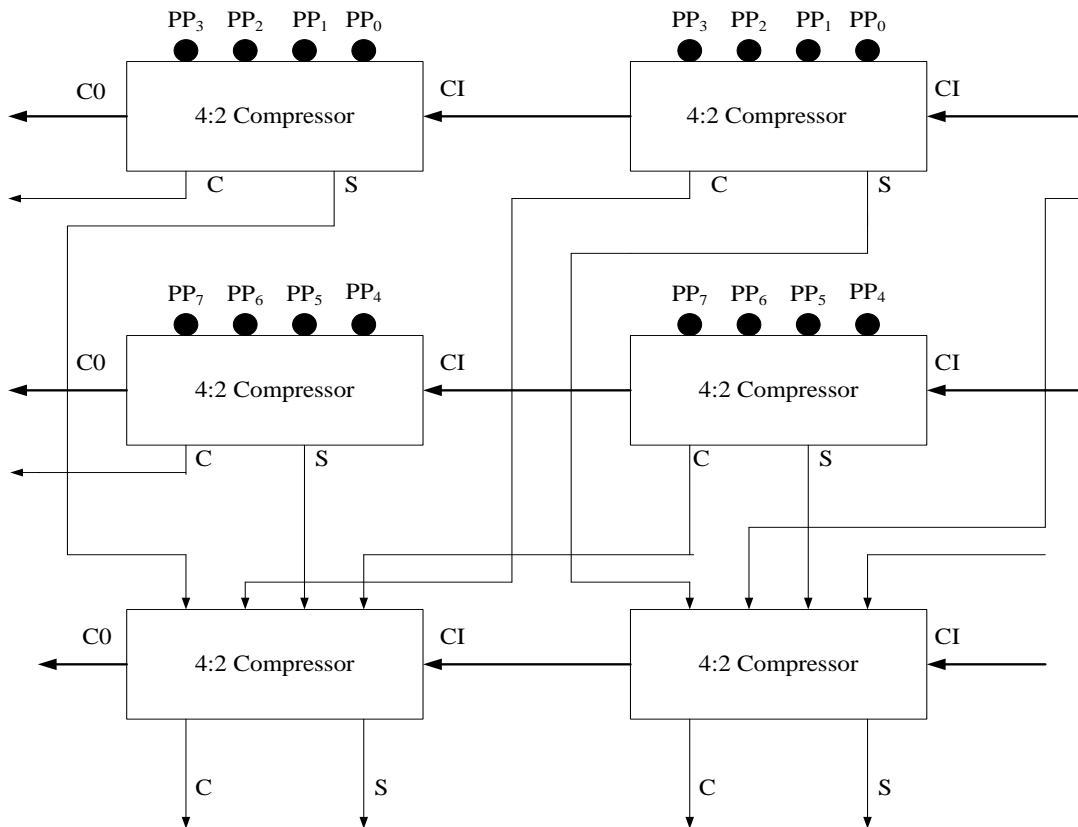 PP₃ PP₂ PP₁ PP₀ PP₃ PP₂ PP₁ PP₀
C0 CI CI
4:2 Compressor 4:2 Compressor
C S C S
PP₇ PP₆ PP₅ PP₄ PP₇ PP₆ PP₅ PP₄
C0 CI CI
4:2 Compressor 4:2 Compressor
C S C S
C0 CI CI
4:2 Compressor 4:2 Compressor
C S C S